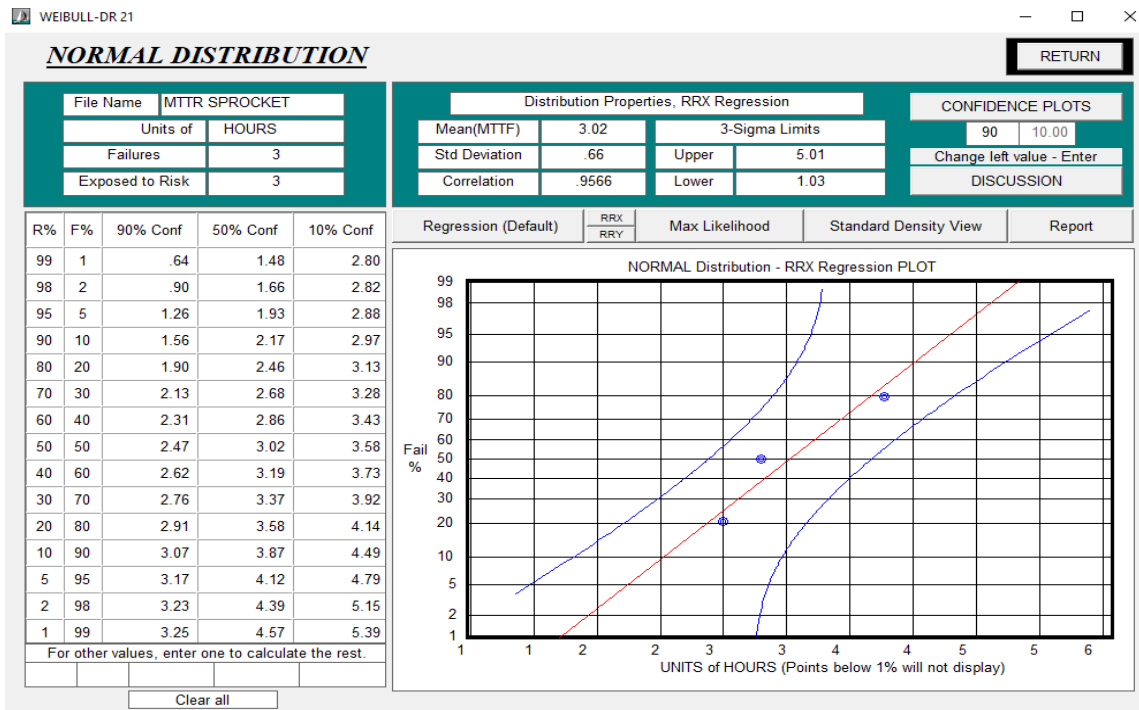 WEIBULL-DR 21
NORMAL DISTRIBUTION
RETURN
File Name MTTR SPROCKET
Units of HOURS
Failures 3
Exposed to Risk 3
Distribution Properties, RRX Regression
Mean(MTTF) 3.02 3-Sigma Limits
Std Deviation .66 Upper 5.01
Correlation .9566 Lower 1.03
CONFIDENCE PLOTS
90 10.00
Change left value - Enter
DISCUSSION
Regression (Default) RRX RRY Max Likelihood Standard Density View Report
R% F% 90% Conf 50% Conf 10% Conf
99 1 .64 1.48 2.80
98 2 .90 1.66 2.82
95 5 1.26 1.93 2.88
90 10 1.56 2.17 2.97
80 20 1.90 2.46 3.13
70 30 2.13 2.68 3.28
60 40 2.31 2.86 3.43
50 50 2.47 3.02 3.58
40 60 2.62 3.19 3.73
30 70 2.76 3.37 3.92
20 80 2.91 3.58 4.14
10 90 3.07 3.87 4.49
5 95 3.17 4.12 4.79
2 98 3.23 4.39 5.15
1 99 3.25 4.57 5.39
For other values, enter one to calculate the rest.
Clear all
NORMAL Distribution - RRX Regression PLOT
99
98
95
90
80
70
60
Fail % 50
40
30
20
10
5
2
1
1 1 2 2 3 3 4 4 5 5 6
UNITS of HOURS (Points below 1% will not display)